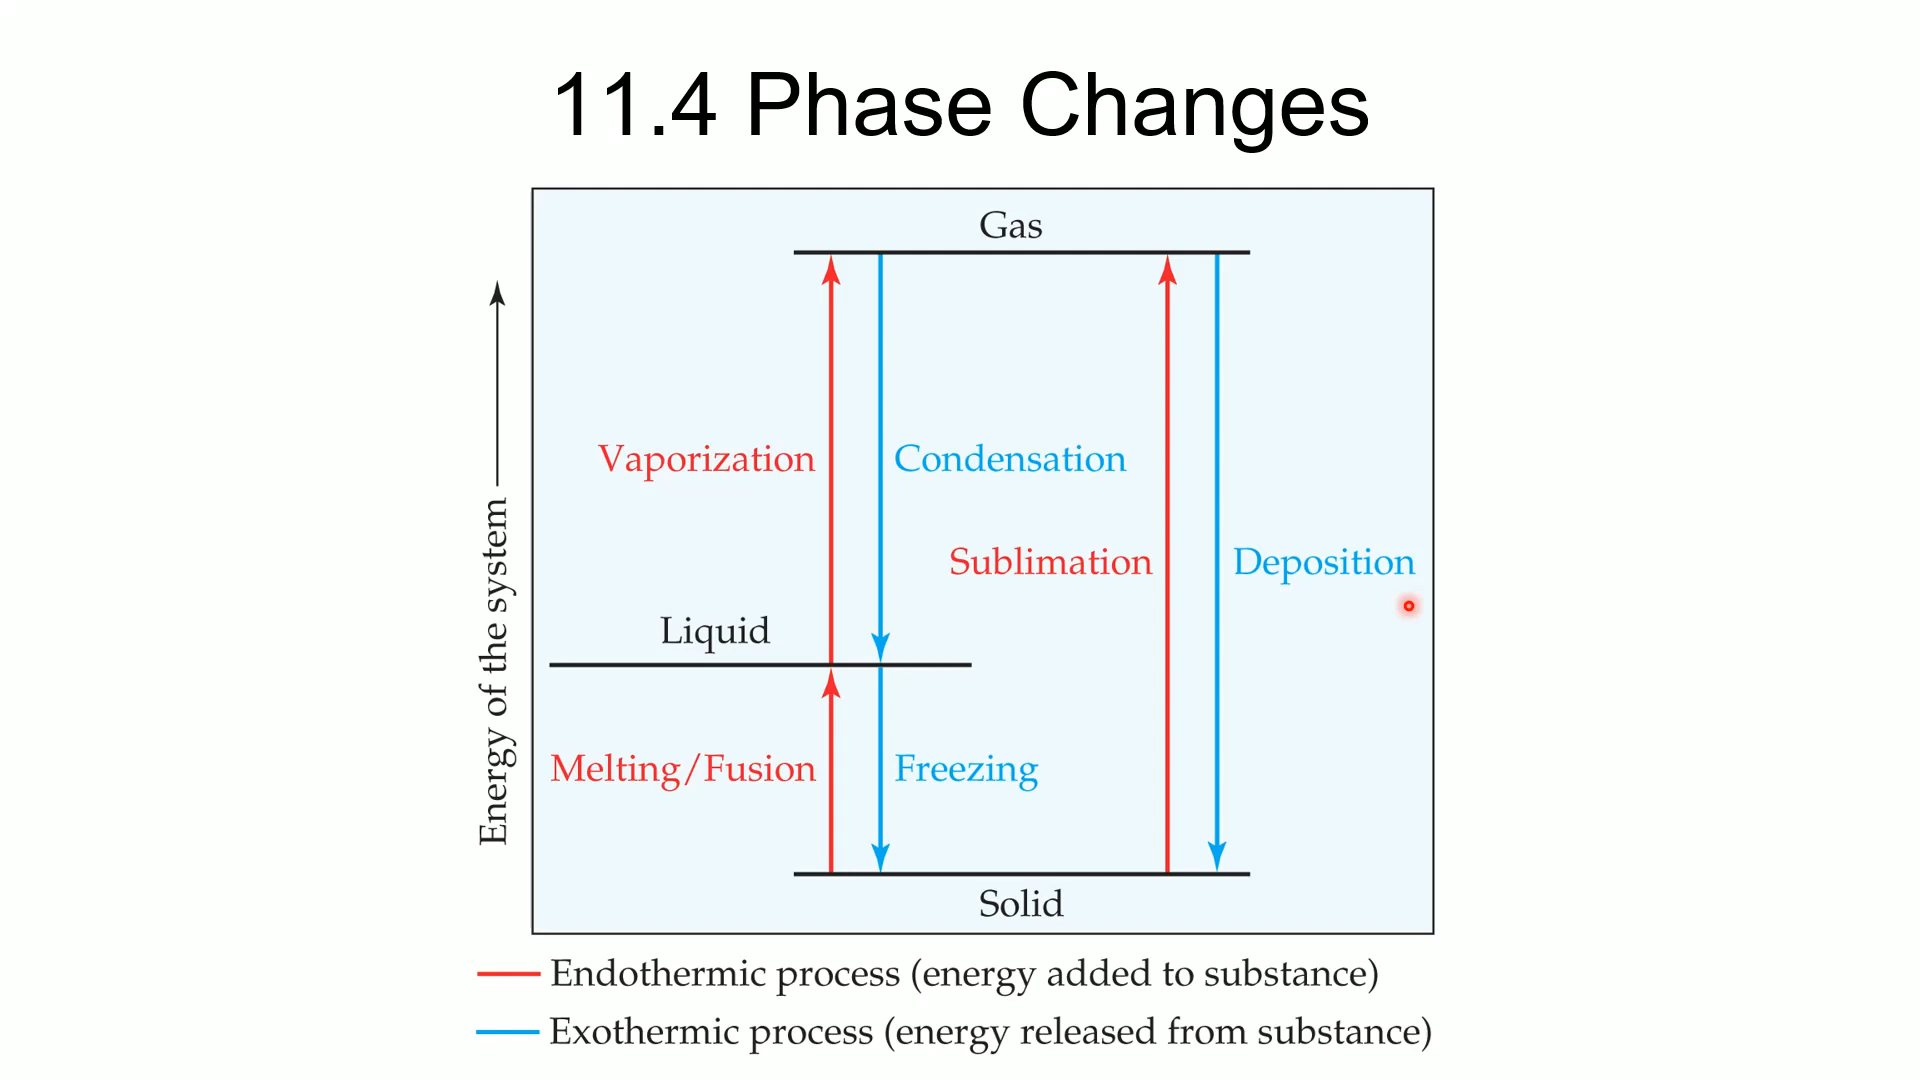 11.4 Phase Changes
Gas
Energy of the system
Vaporization
Condensation
Sublimation
Deposition
Liquid
Melting/Fusion
Freezing
Solid
Endothermic process (energy added to substance)
Exothermic process (energy released from substance)